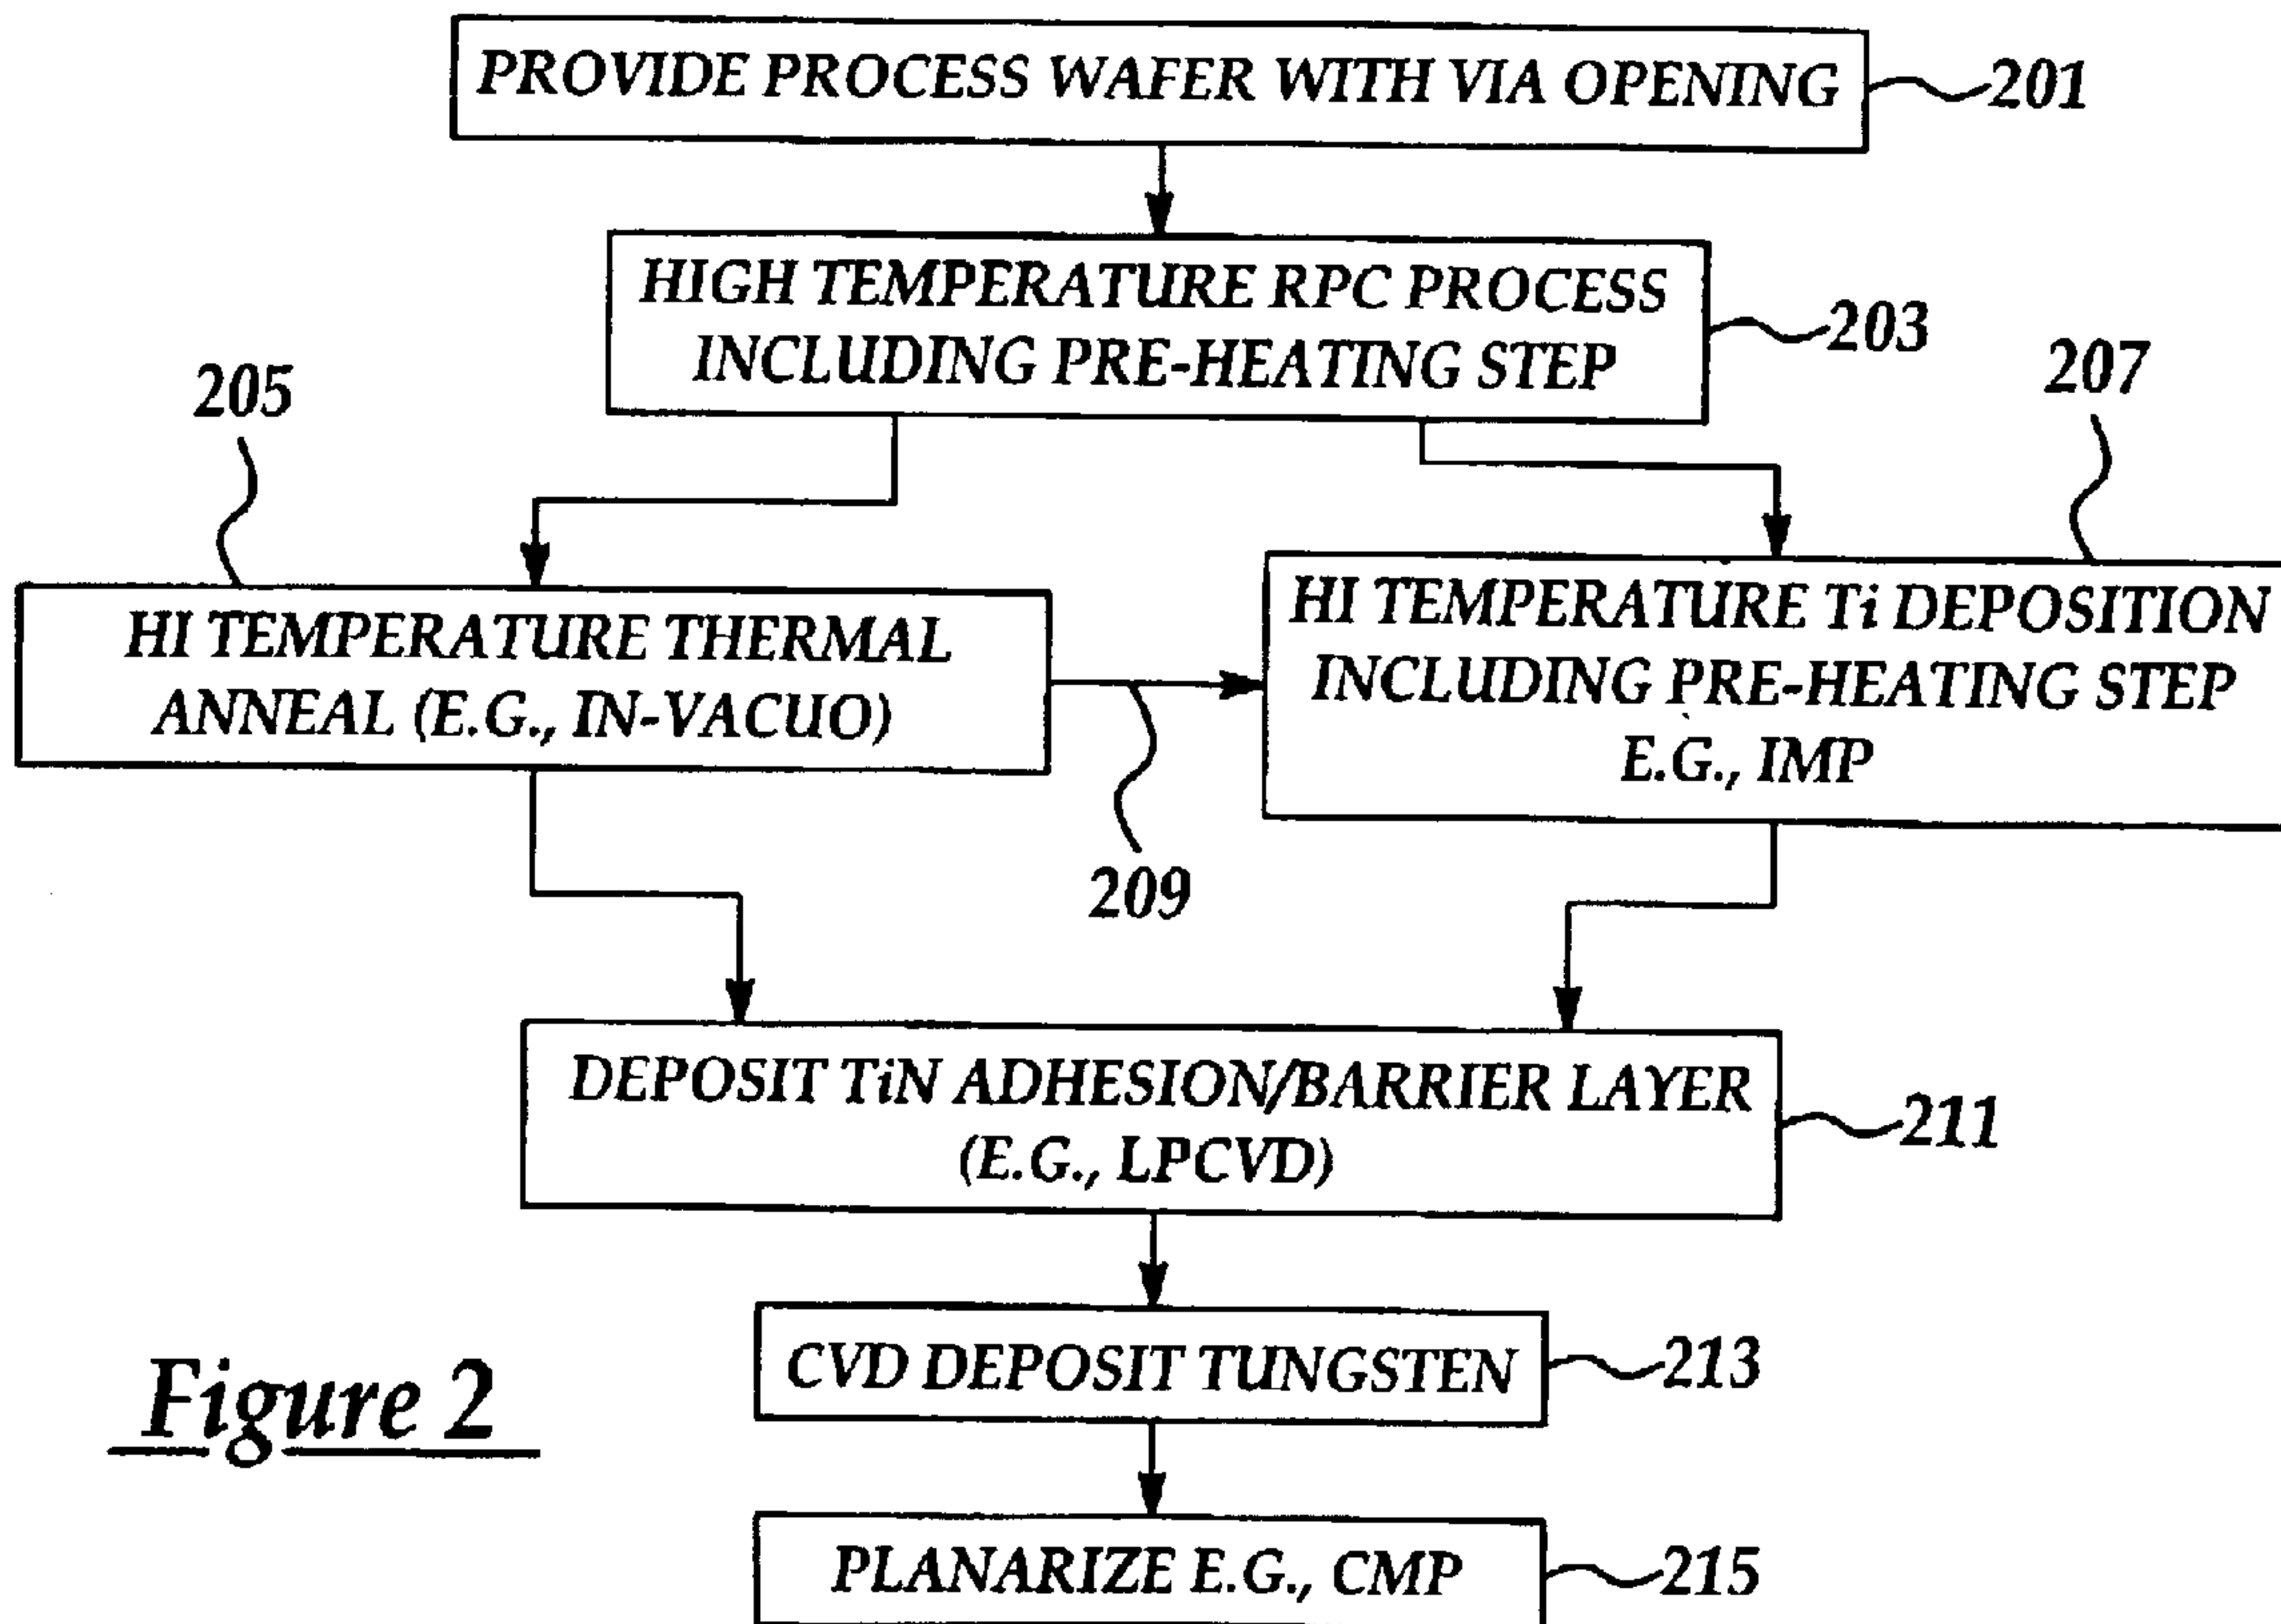 PROVIDE PROCESS WAFER WITH VIA OPENING
201
HIGH TEMPERATURE RPC PROCESS
INCLUDING PRE-HEATING STEP
203
205
207
HI TEMPERATURE THERMAL
ANNEAL (E.G., IN-VACUO)
HI TEMPERATURE Ti DEPOSITION
INCLUDING PRE-HEATING STEP
E.G., IMP
209
DEPOSIT TiN ADHESION/BARRIER LAYER
(E.G., LPCVD)
211
CVD DEPOSIT TUNGSTEN
213
Figure 2
PLANARIZE E.G., CMP
215